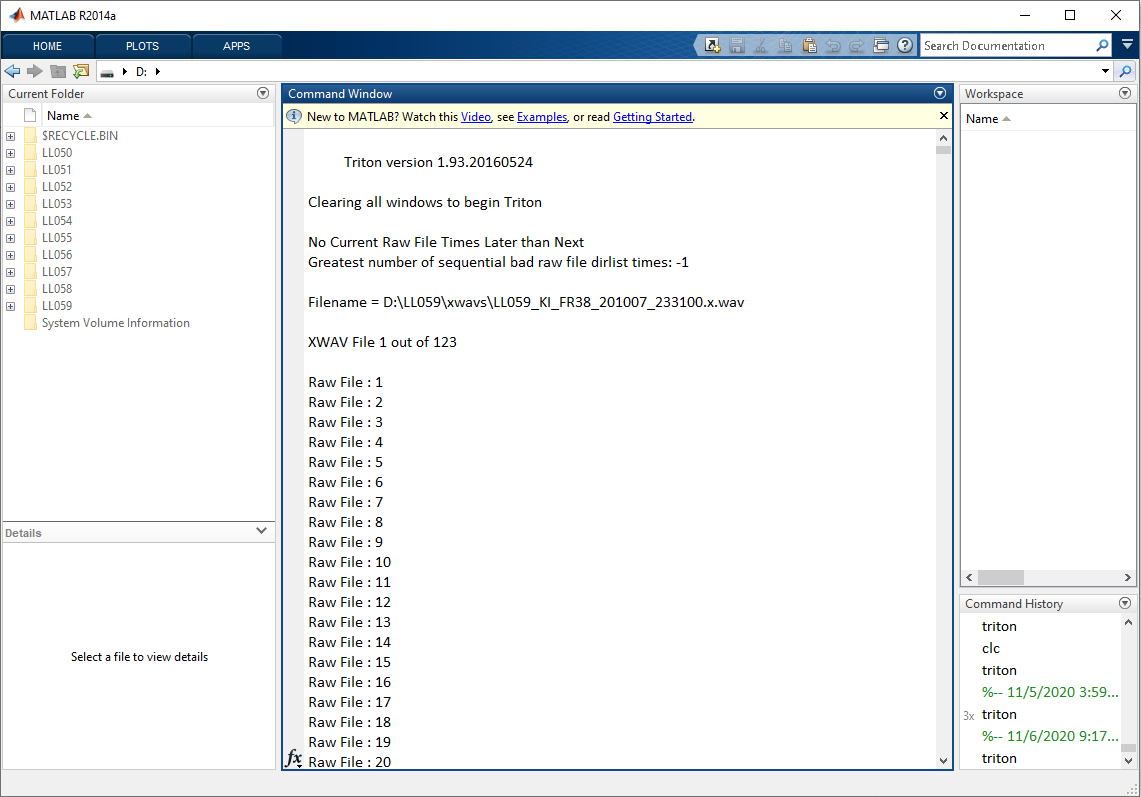 MATLAB R2014a
HOME PLOTS APPS
Search Documentation
D:
Current Folder
Name
$RECYCLE.BIN
LL050
LL051
LL052
LL053
LL054
LL055
LL056
LL057
LL058
LL059
System Volume Information
Details
Select a file to view details
Command Window
New to MATLAB? Watch this Video, see Examples, or read Getting Started.
Triton version 1.93.20160524
Clearing all windows to begin Triton
No Current Raw File Times Later than Next
Greatest number of sequential bad raw file dirlist times: -1
Filename = D:\LL059\xwavs\LL059_KI_FR38_201007_233100.x.wav
XWAV File 1 out of 123
Raw File : 1
Raw File : 2
Raw File : 3
Raw File : 4
Raw File : 5
Raw File : 6
Raw File : 7
Raw File : 8
Raw File : 9
Raw File : 10
Raw File : 11
Raw File : 12
Raw File : 13
Raw File : 14
Raw File : 15
Raw File : 16
Raw File : 17
Raw File : 18
Raw File : 19
Raw File : 20
fx
Workspace
Name
Command History
triton
clc
triton
%-- 11/5/2020 3:59...
3x triton
%-- 11/6/2020 9:17...
triton